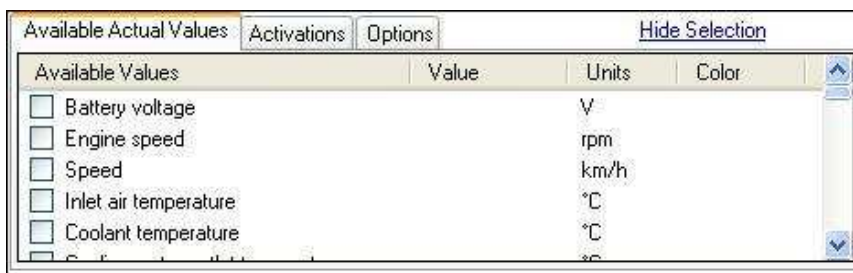 Available Actual Values Activations Options Hide Selection
Available Values Value Units Color
Battery voltage V
Engine speed rpm
Speed km/h
Inlet air temperature °C
Coolant temperature °C
°C